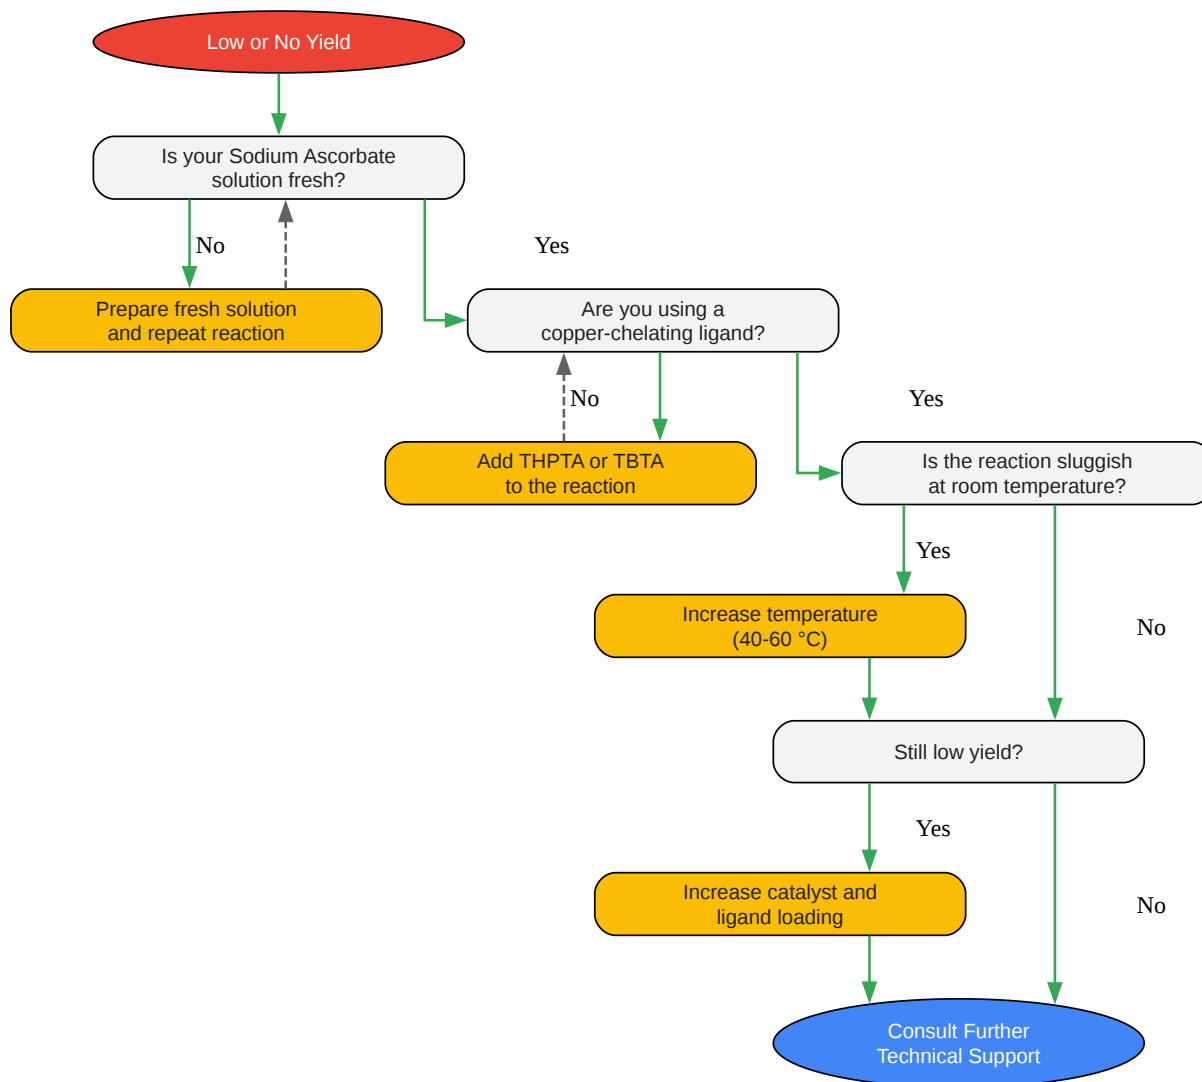 Low or No Yield
Is your Sodium Ascorbate
solution fresh?
No
Yes
Prepare fresh solution
and repeat reaction
Are you using a
copper-chelating ligand?
No
Yes
Add THPTA or TBTA
to the reaction
Is the reaction sluggish
at room temperature?
Yes
Increase temperature
(40-60 °C)
No
Still low yield?
Yes
Increase catalyst and
ligand loading
No
Consult Further
Technical Support